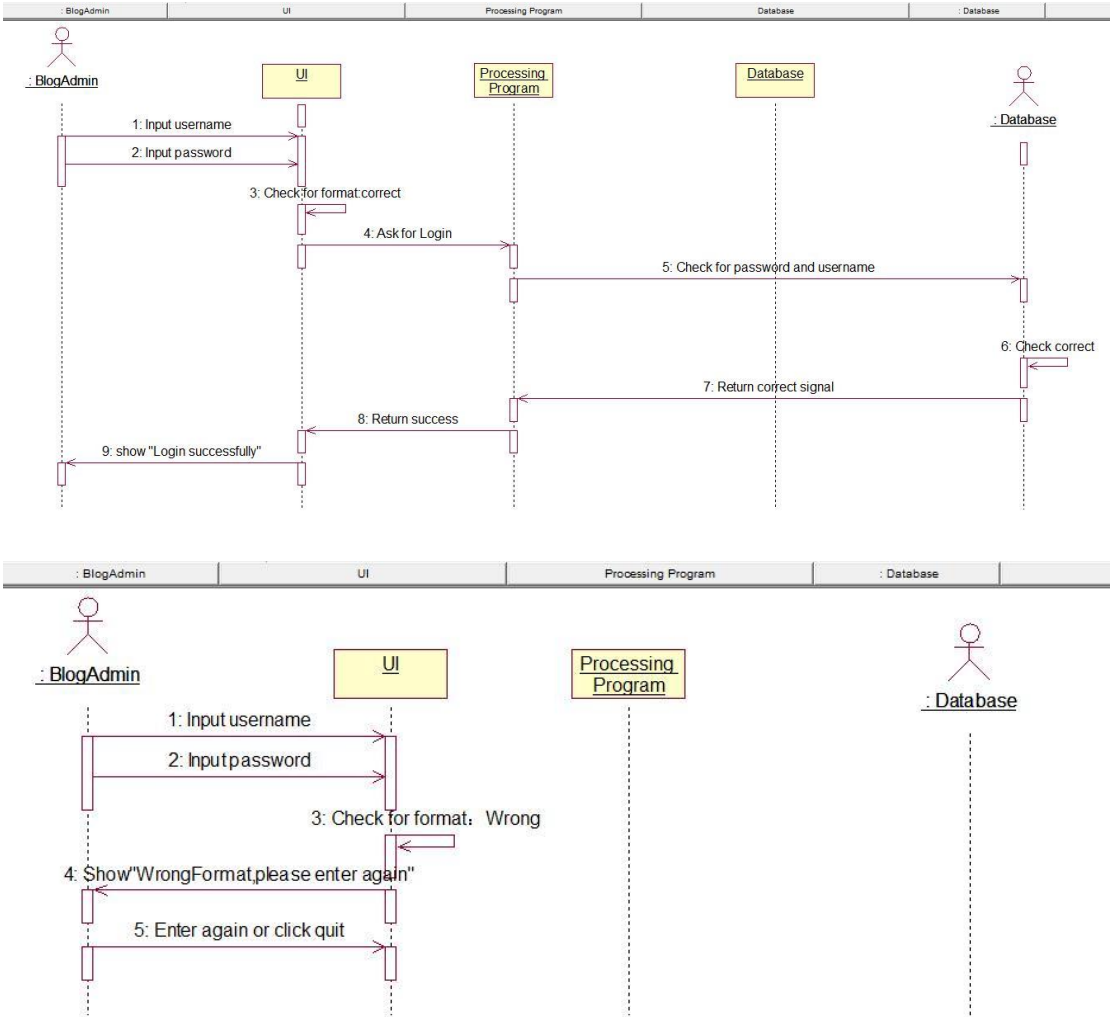 : BlogAdmin UI Processing Program Database : Database
: BlogAdmin
UI
Processing
Program
Database
: Database
1: Input username
2: Input password
3: Check for format:correct
4: Ask for Login
5: Check for password and username
6: Check correct
7: Return correct signal
8: Return success
9: show "Login successfully"
: BlogAdmin UI Processing Program : Database
: BlogAdmin
UI
Processing
Program
: Database
1: Input username
2: Input password
3: Check for format：Wrong
4: Show"WrongFormat,please enter again"
5: Enter again or click quit